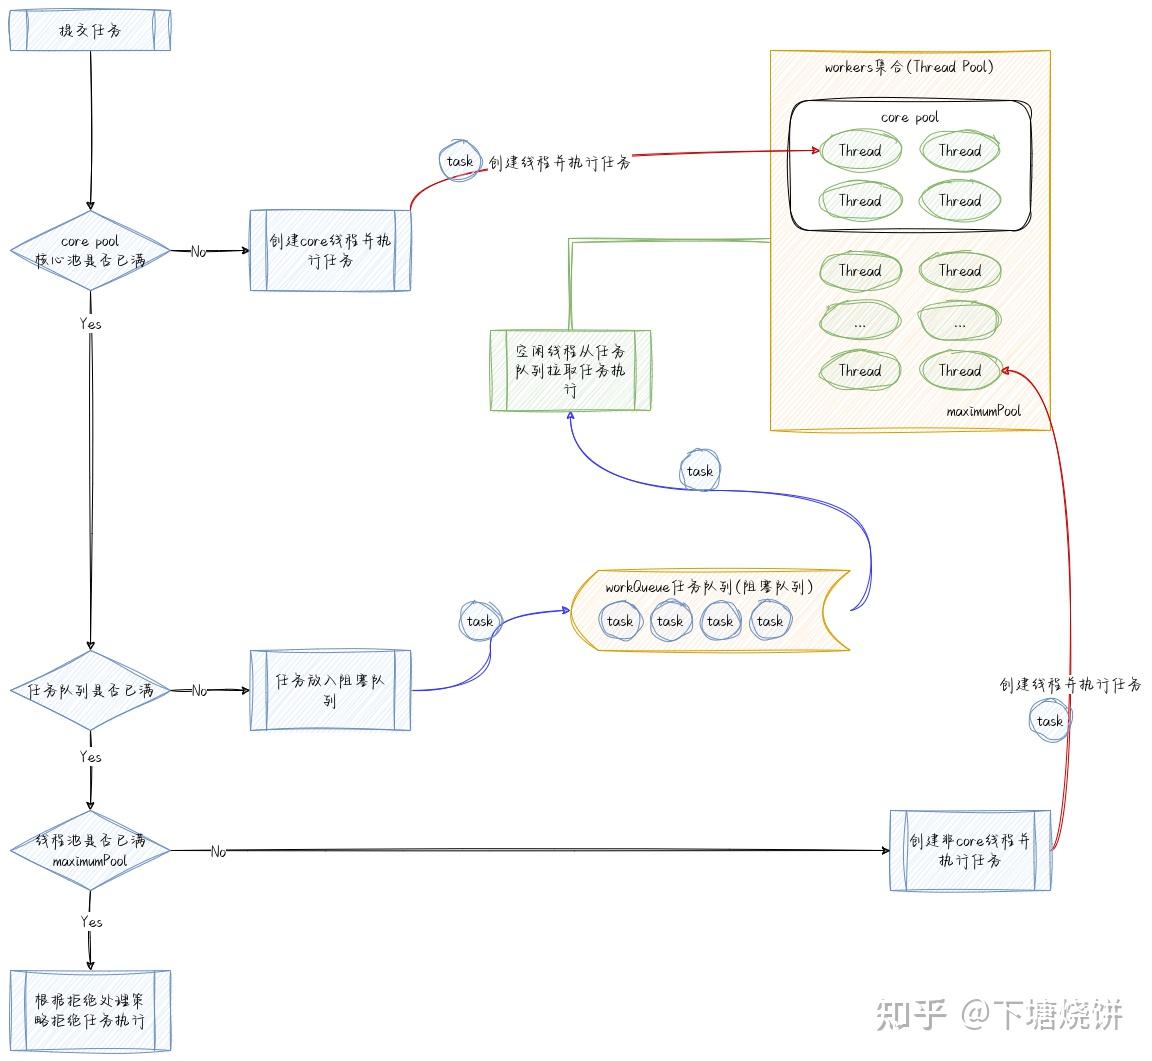 提交任务
workers集合(Thread Pool)
core pool
Thread
Thread
Thread
Thread
task
创建线程并执行任务
core pool
核心池是否已满
No
创建core线程并执
行任务
Thread
Thread
...
...
Thread
Thread
maximumPool
Yes
空闲线程从任务
队列拉取任务执
行
task
workQueue任务队列(阻塞队列)
task
task
task
task
task
任务队列是否已满
No
任务放入阻塞队
列
创建线程并执行任务
task
Yes
线程池是否已满
maximumPool
No
创建非core线程并
执行任务
Yes
根据拒绝处理策
略拒绝任务执行
知乎 @下塘烧饼